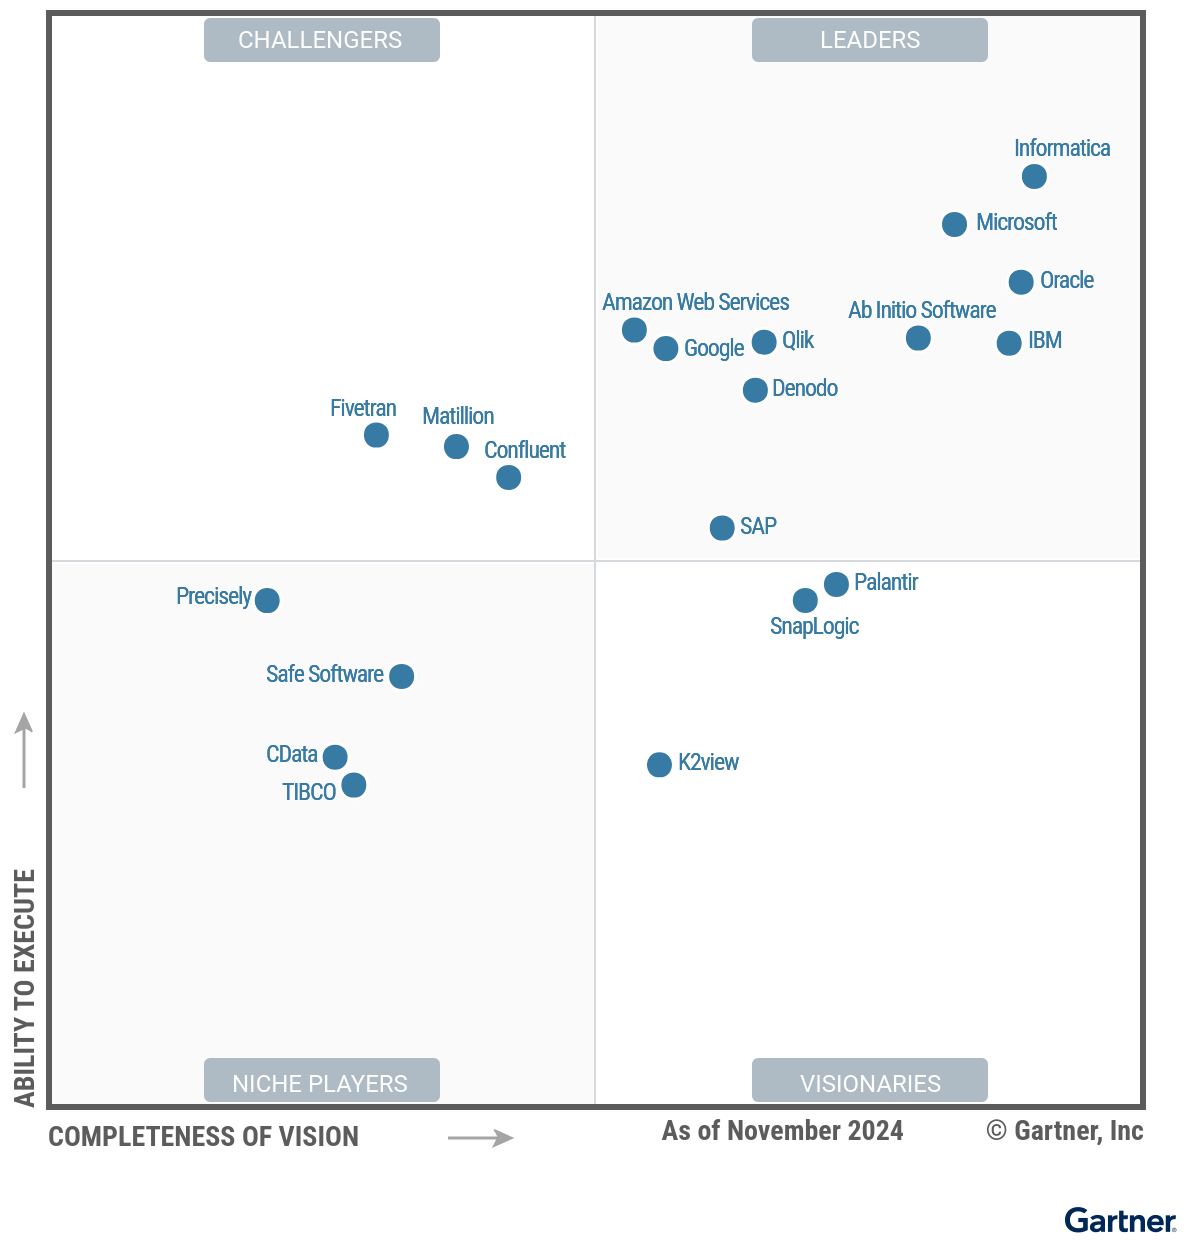 CHALLENGERS
LEADERS
Informatica
Microsoft
Oracle
Amazon Web Services
Ab Initio Software
Google
Qlik
IBM
Denodo
Fivetran
Matillion
Confluent
SAP
Precisely
Palantir
SnapLogic
Safe Software
CData
K2view
TIBCO
ABILITY TO EXECUTE
NICHE PLAYERS
VISIONARIES
COMPLETENESS OF VISION
As of November 2024
© Gartner, Inc
Gartner®